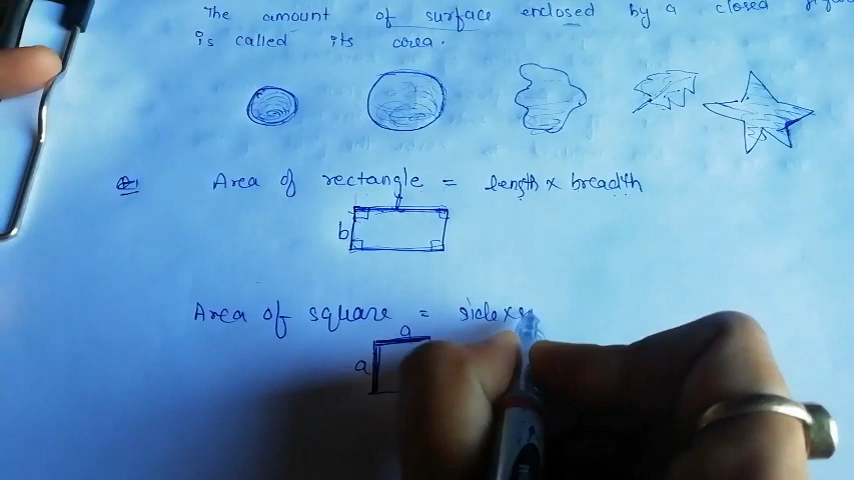 The amount of surface enclosed by a closed
is called its area.
Area of rectangle = length x breadth
l
b
Area of square = side x s
a
a